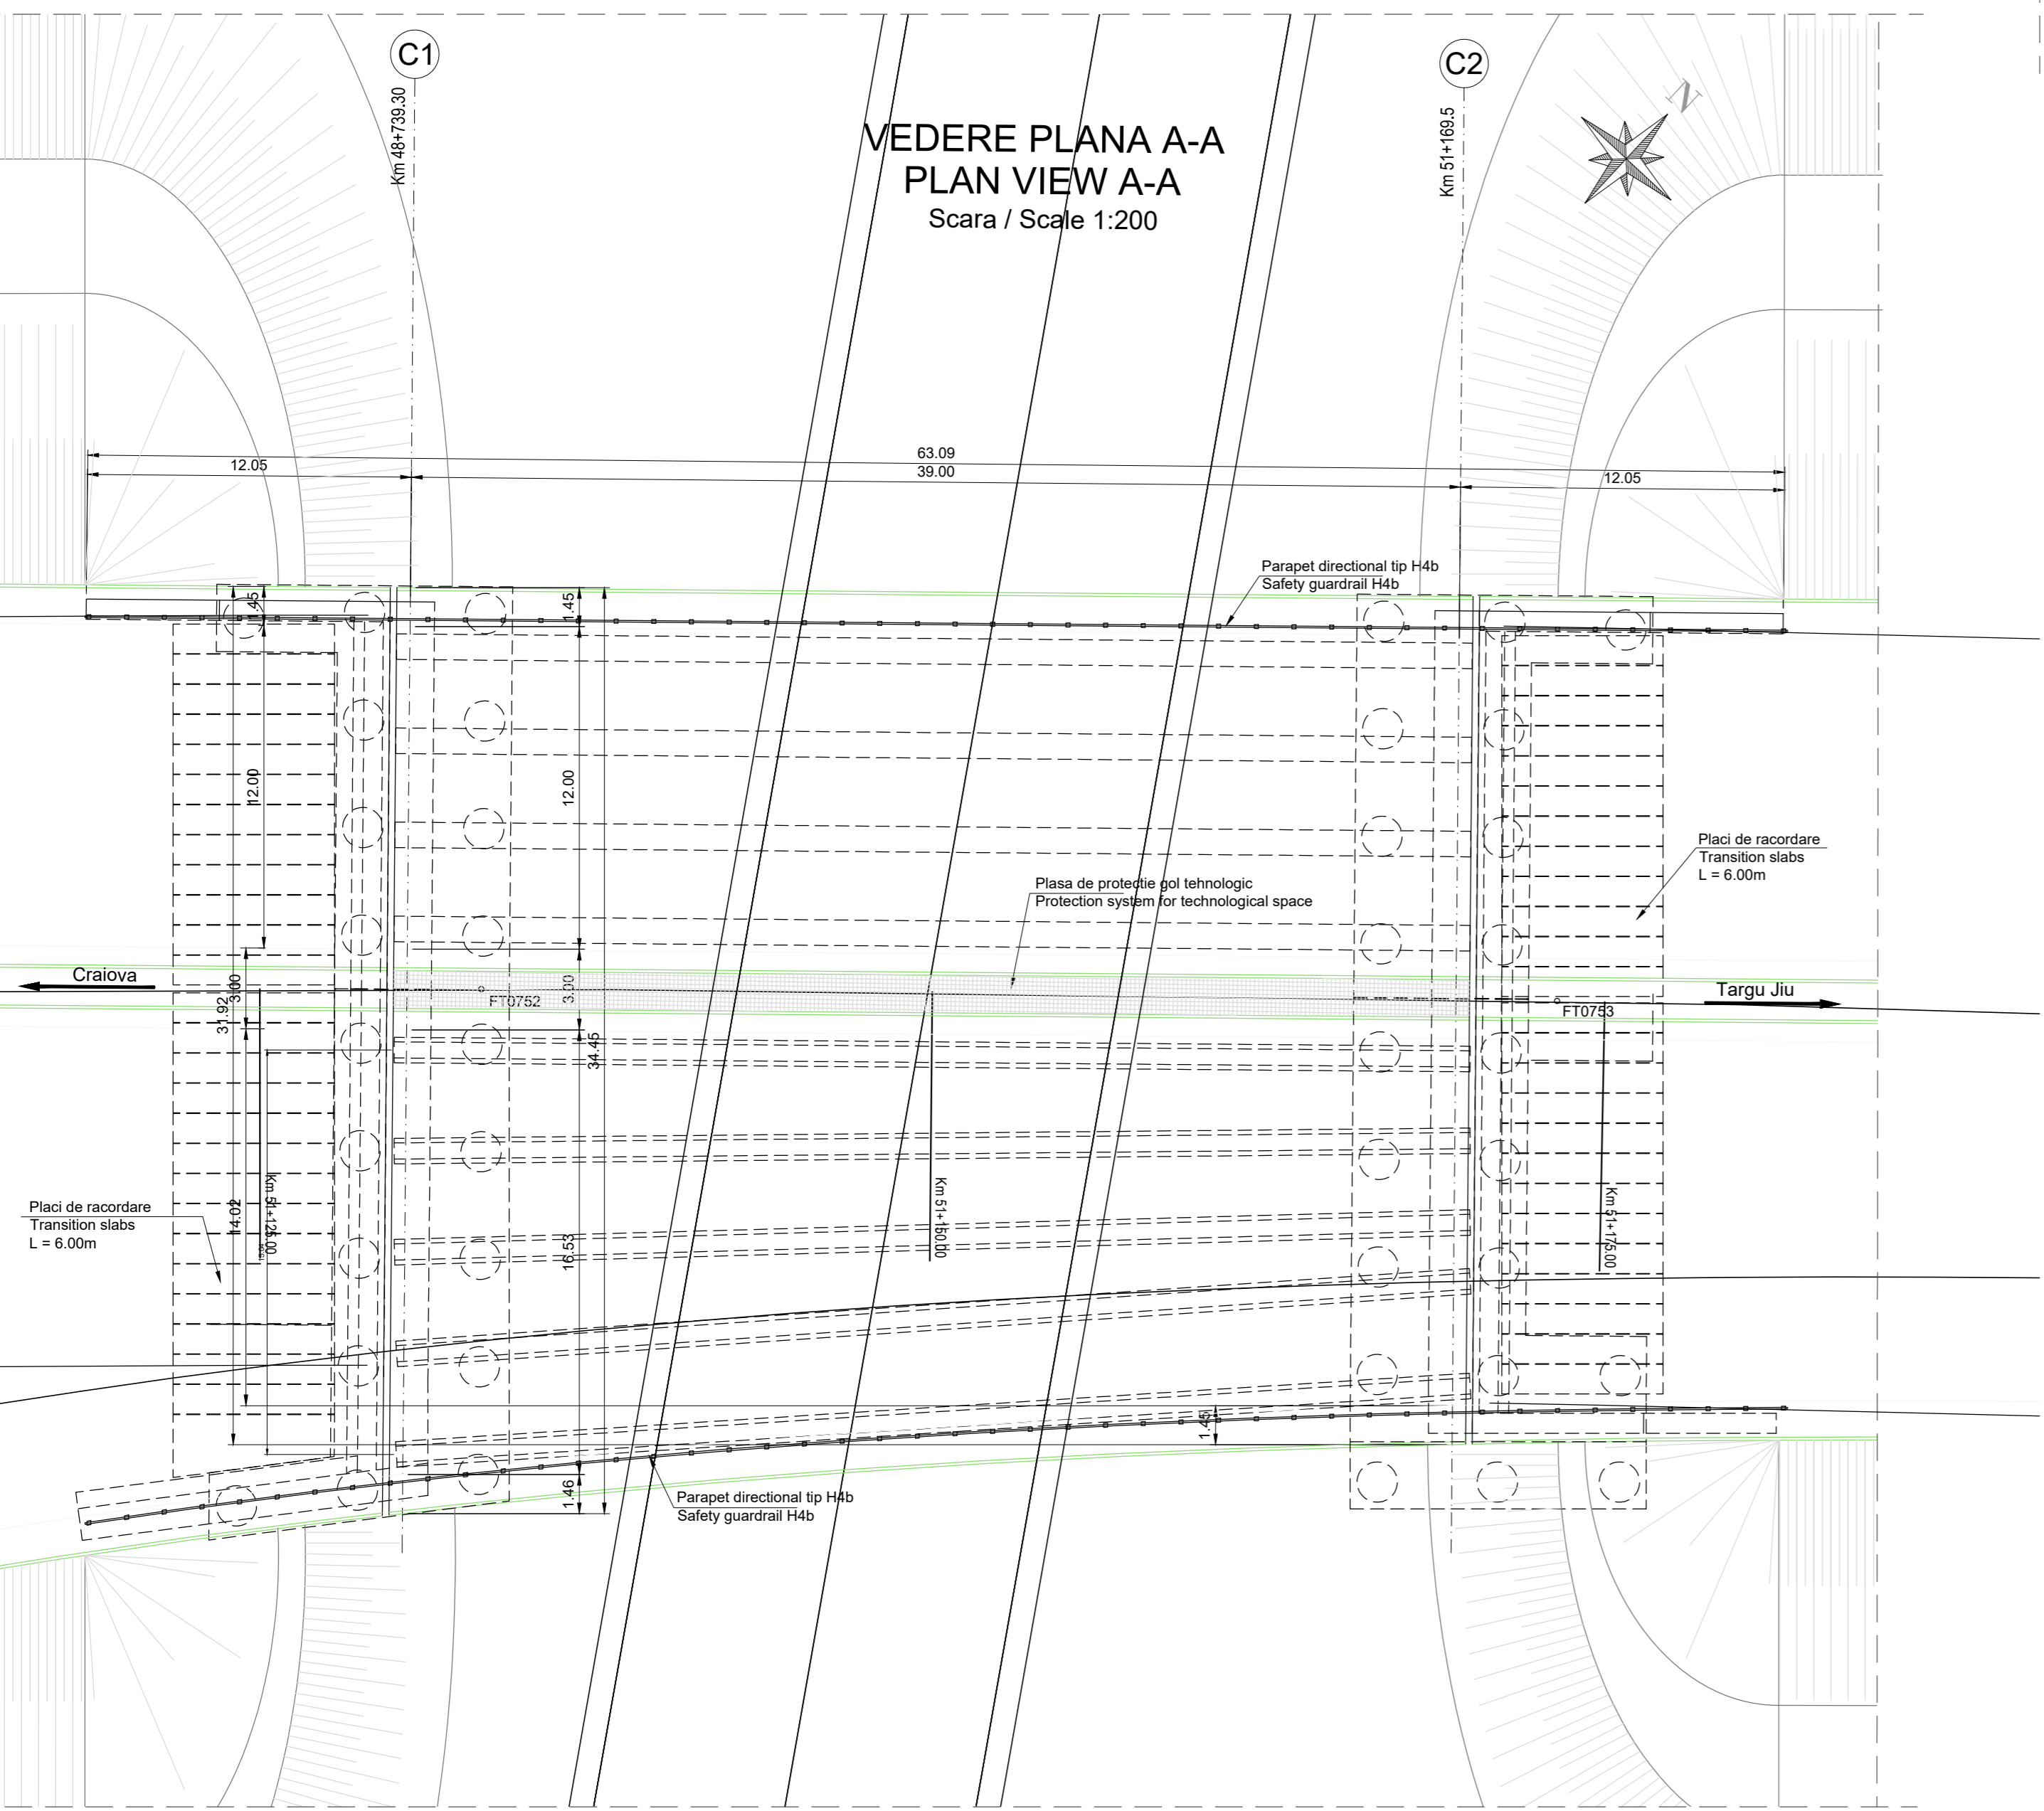 C1
C2
N
Km 48+739.30
Km 51+169.5
VEDERE PLANA A-A
PLAN VIEW A-A
Scara / Scale 1:200
63.09
12.05
39.00
12.05
Parapet directional tip H4b
Safety guardrail H4b
1.45
1.45
12.00
12.00
Placi de racordare
Transition slabs
L = 6.00m
Plasa de protectie gol tehnologic
Protection system for technological space
Craiova
Targu Jiu
FT0752
FT0753
3.00
3.00
31.92
34.45
Km 51+125.00
Km 51+150.00
Km 51+175.00
Placi de racordare
Transition slabs
L = 6.00m
14.02
16.53
1.45
1.46
Parapet directional tip H4b
Safety guardrail H4b